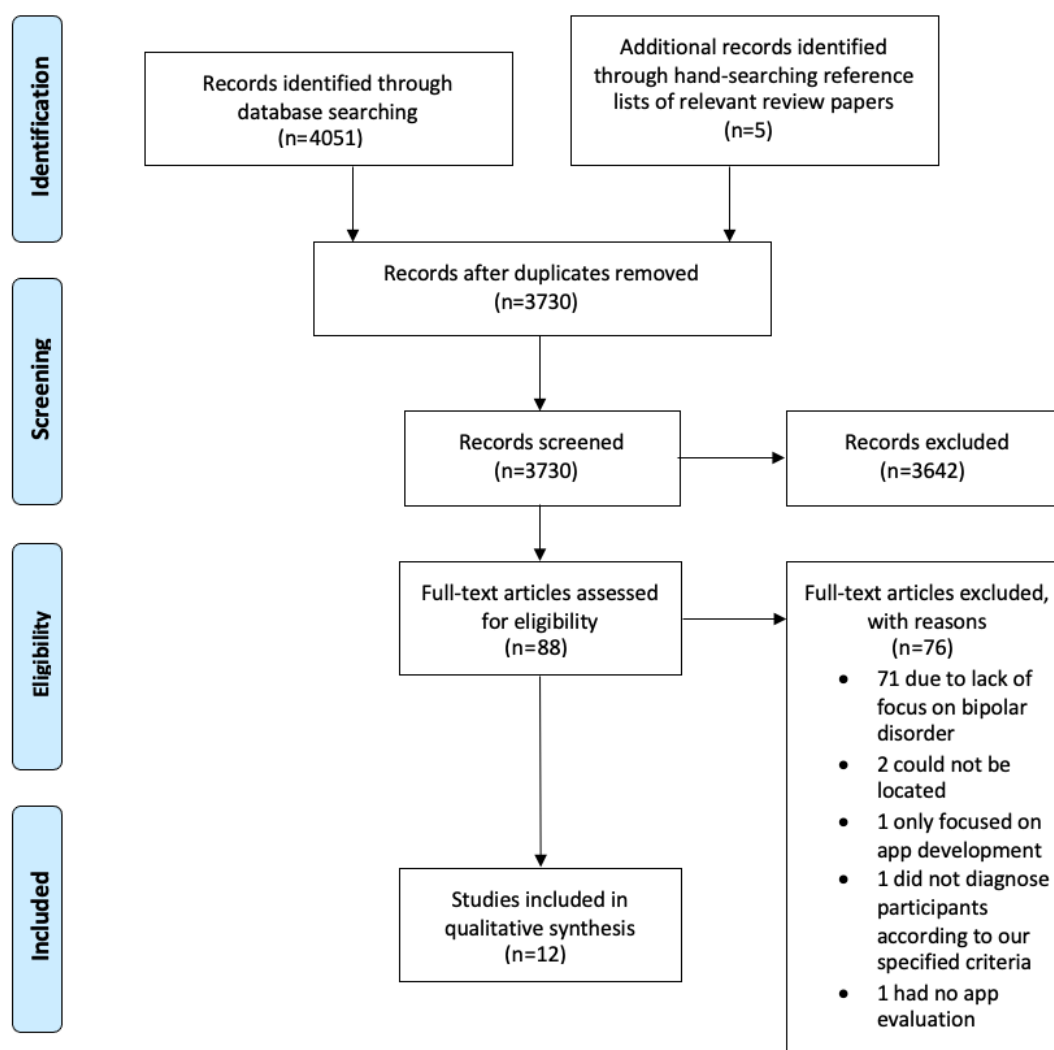 Identification
Records identified through
database searching
(n=4051)
Additional records identified
through hand-searching reference
lists of relevant review papers
(n=5)
Records after duplicates removed
(n=3730)
Screening
Records screened
(n=3730)
Records excluded
(n=3642)
Eligibility
Full-text articles assessed
for eligibility
(n=88)
Full-text articles excluded,
with reasons
(n=76)
• 71 due to lack of
focus on bipolar
disorder
• 2 could not be
located
• 1 only focused on
app development
• 1 did not diagnose
participants
according to our
specified criteria
• 1 had no app
evaluation
Included
Studies included in
qualitative synthesis
(n=12)